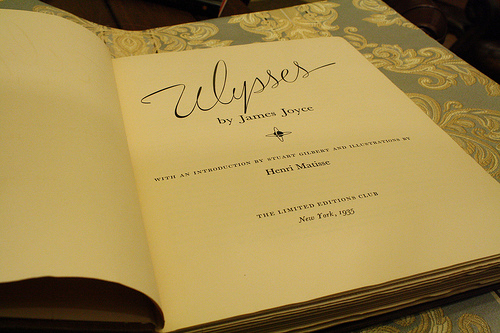 Ulysses
by James Joyce
WITH AN INTRODUCTION BY STUART GILBERT AND ILLUSTRATIONS BY
Henri Matisse
THE LIMITED EDITIONS CLUB
New York, 1935